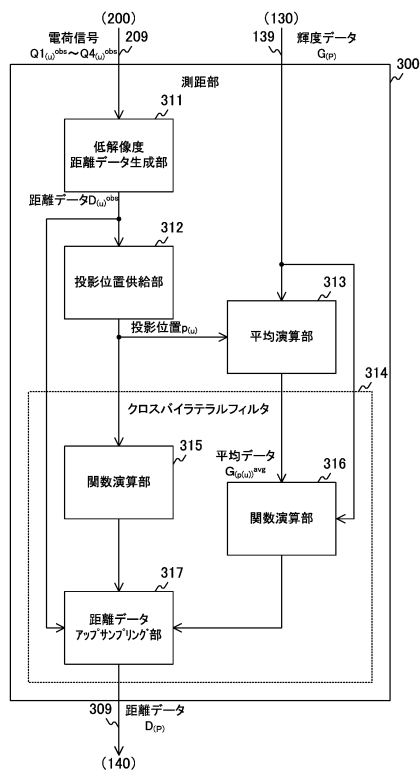 (200)
(130)
電荷信号
Q1(u)obs～Q4(u)obs
209
139
輝度データ
G(P)
300
測距部
311
低解像度
距離データ生成部
距離データD(u)obs
312
投影位置供給部
313
投影位置p(u)
平均演算部
314
クロスバイラテラルフィルタ
315
平均データ
G(p(u))avg
316
関数演算部
関数演算部
317
距離データ
アップサンプリング部
309
距離データ
D(P)
(140)